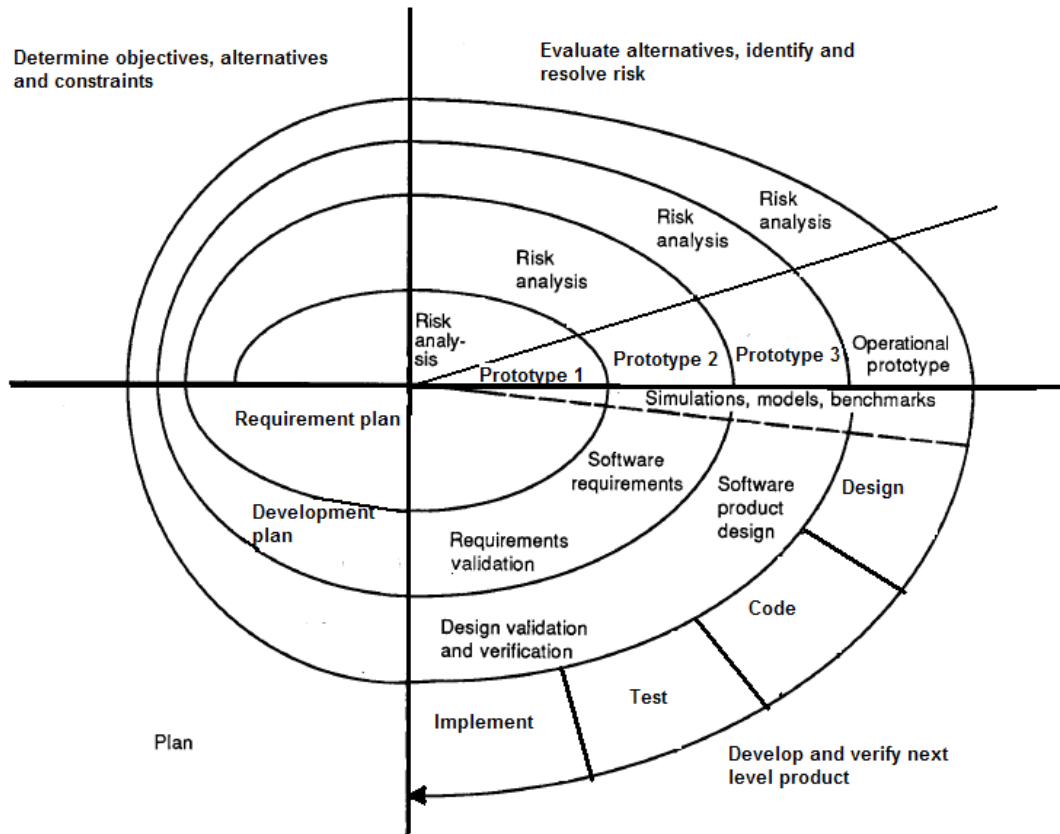 Determine objectives, alternatives
and constraints
Evaluate alternatives, identify and
resolve risk
Risk
analysis
Risk
analysis
Risk
analysis
Risk
analy-
sis
Prototype 1
Prototype 2
Prototype 3
Operational
prototype
Simulations, models, benchmarks
Requirement plan
Development
plan
Software
requirements
Requirements
validation
Software
product
design
Design
Code
Design validation
and verification
Test
Implement
Plan
Develop and verify next
level product